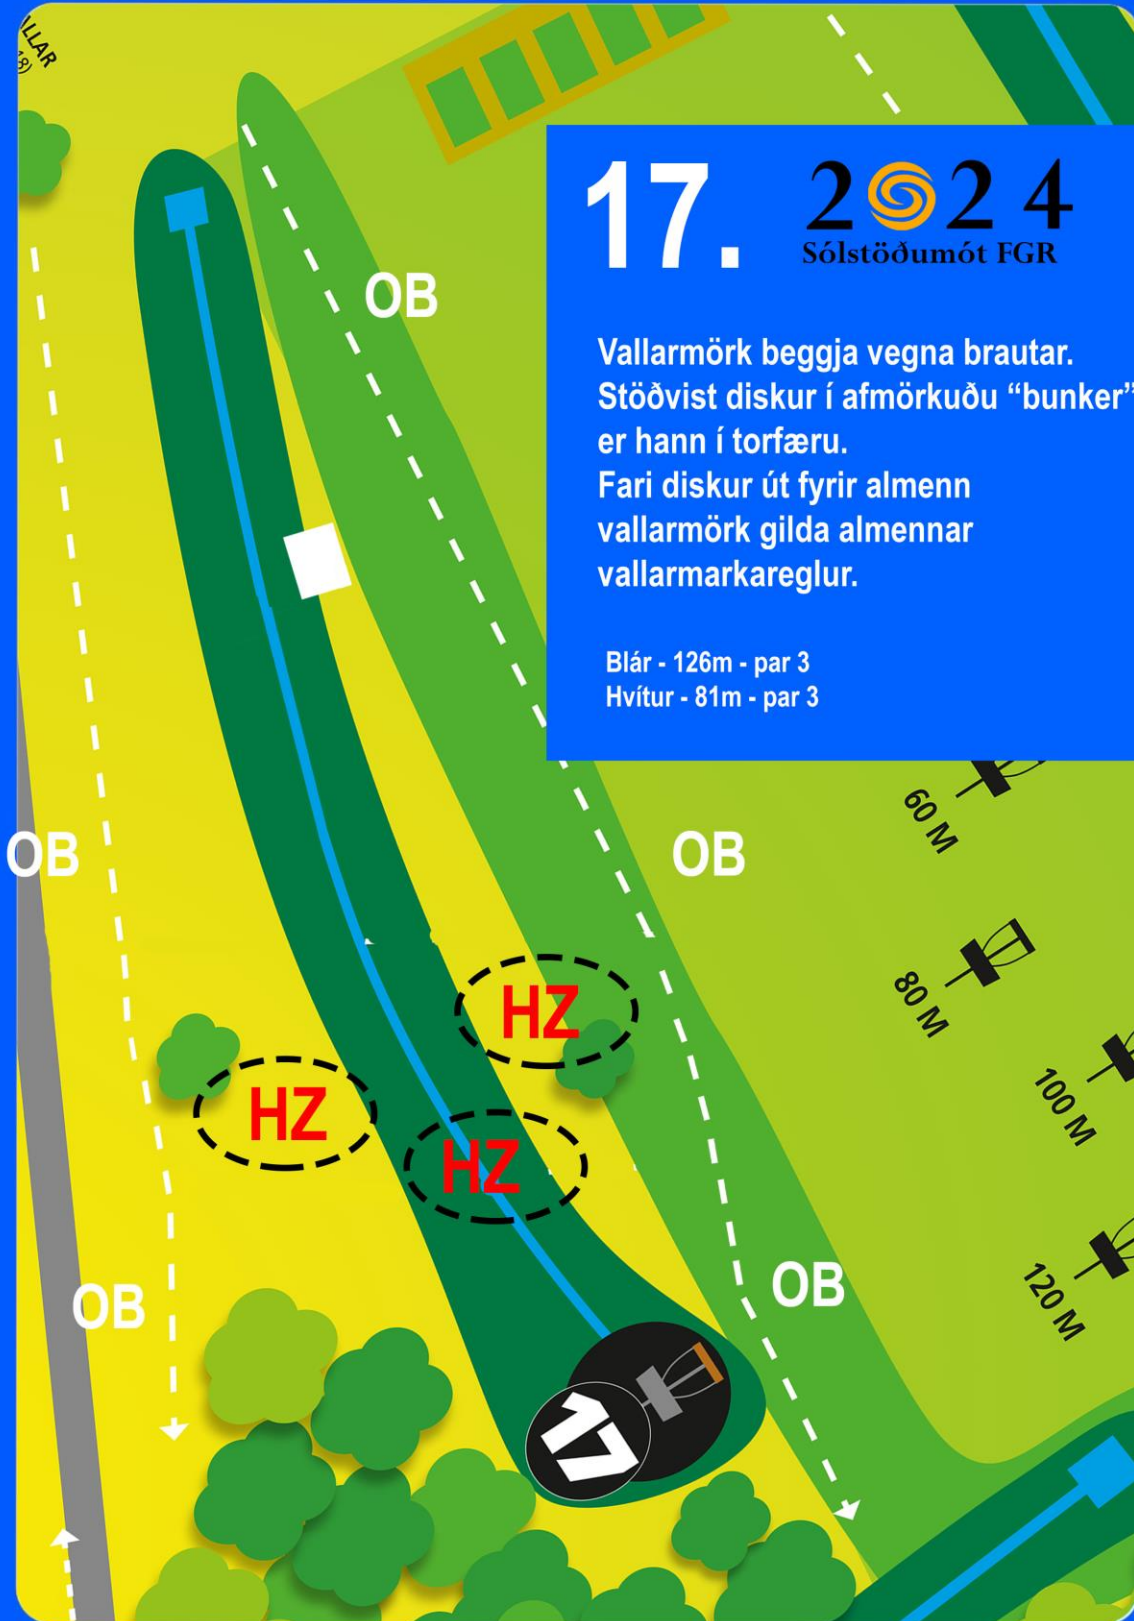 LLAR
18)
17.
2024
Sólstöðumót FGR
Vallarmörk beggja vegna brautar.
Stöðvist diskur í afmörkuðu “bunker”
er hann í torfæru.
Fari diskur út fyrir almenn
vallarmörk gilda almennar
vallarmarkareglur.
Blár - 126m - par 3
Hvítur - 81m - par 3
OB
60 M
OB
OB
80 M
HZ
100 M
HZ
HZ
OB
OB
120 M
17